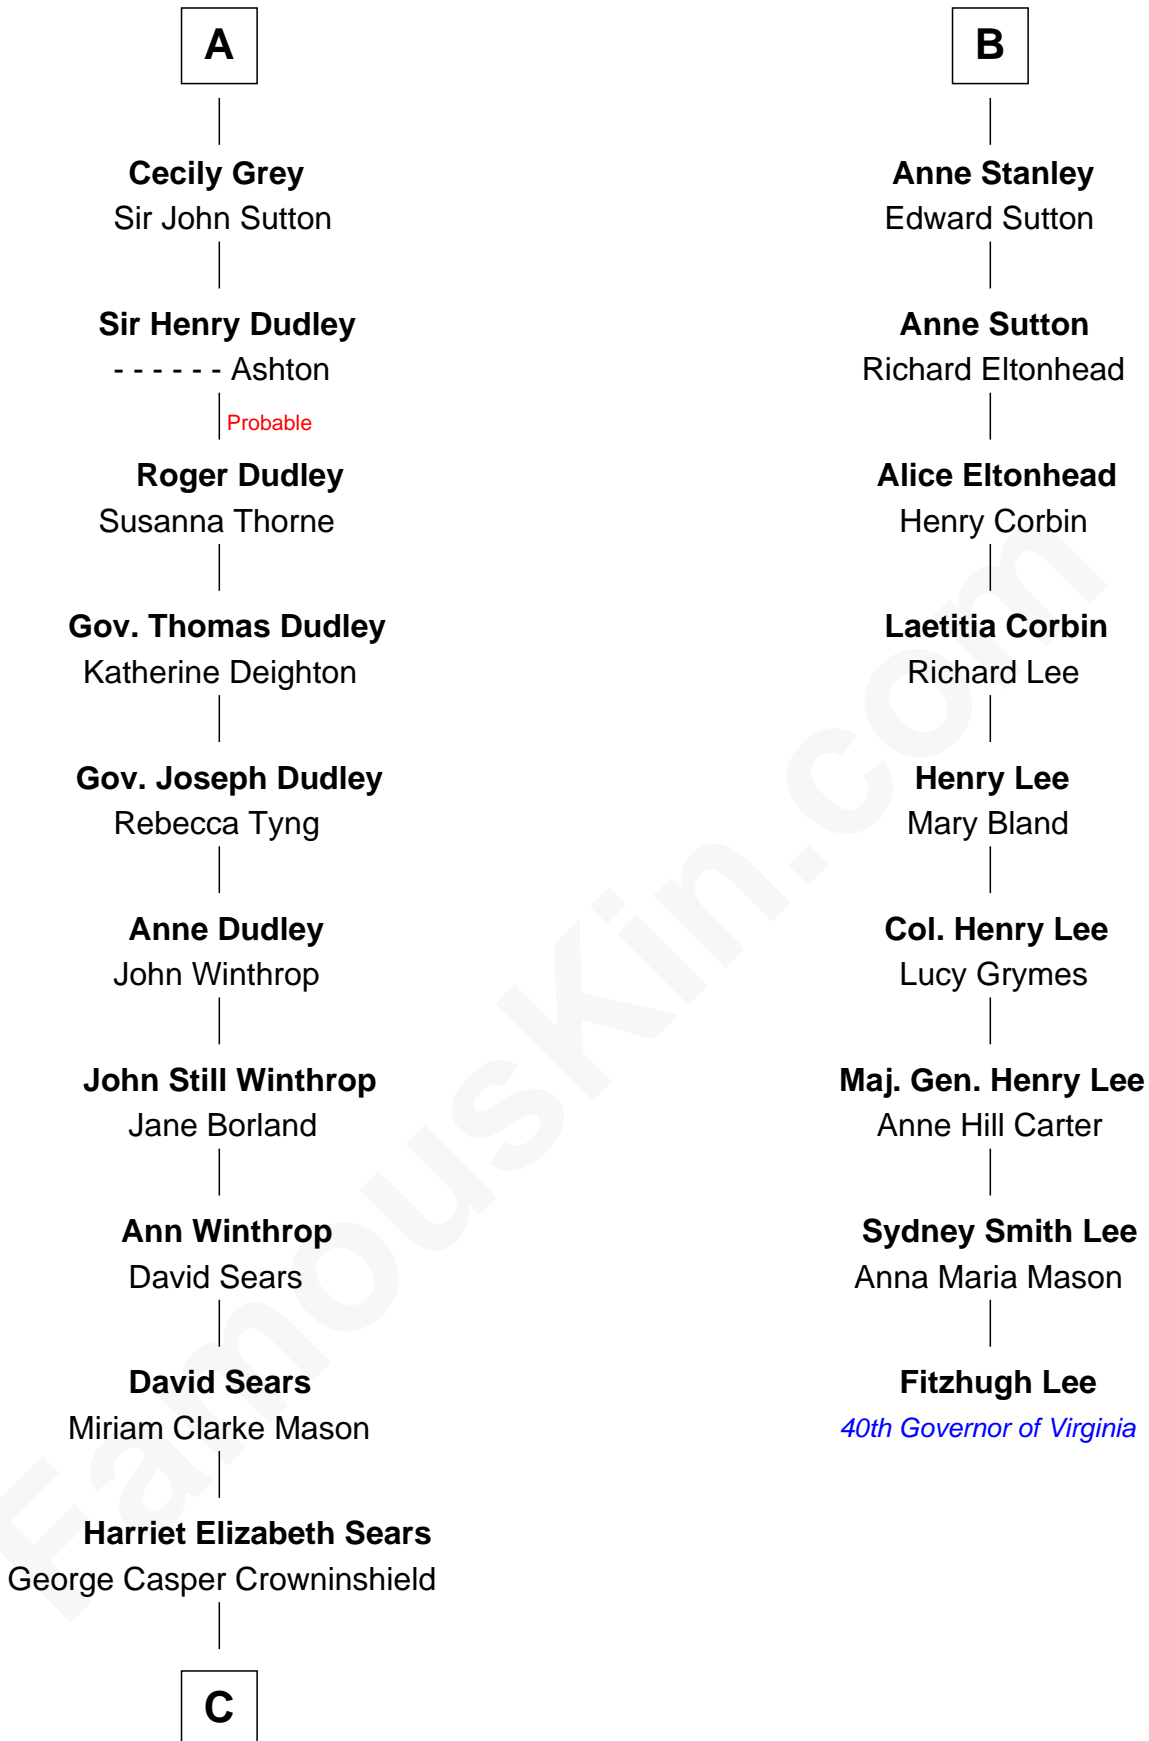 A
Cecily Grey
Sir John Sutton
Sir Henry Dudley
- - - - - - Ashton
Probable
Roger Dudley
Susanna Thorne
Gov. Thomas Dudley
Katherine Deighton
Gov. Joseph Dudley
Rebecca Tyng
Anne Dudley
John Winthrop
John Still Winthrop
Jane Borland
Ann Winthrop
David Sears
David Sears
Miriam Clarke Mason
Harriet Elizabeth Sears
George Casper Crowninshield
C
B
Anne Stanley
Edward Sutton
Anne Sutton
Richard Eltonhead
Alice Eltonhead
Henry Corbin
Laetitia Corbin
Richard Lee
Henry Lee
Mary Bland
Col. Henry Lee
Lucy Grymes
Maj. Gen. Henry Lee
Anne Hill Carter
Sydney Smith Lee
Anna Maria Mason
Fitzhugh Lee
40th Governor of Virginia
FamousKin.com